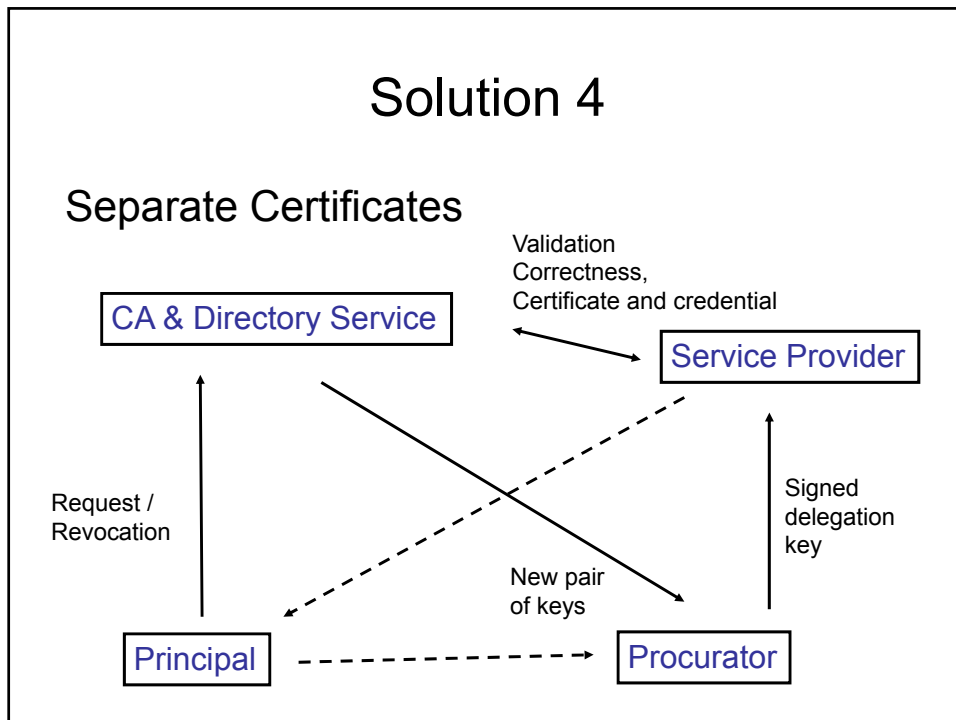 Solution 4
Separate Certificates
Validation
Correctness,
Certificate and credential
CA & Directory Service
Service Provider
Request /
Revocation
Signed
delegation
key
New pair
of keys
Principal
Procurator